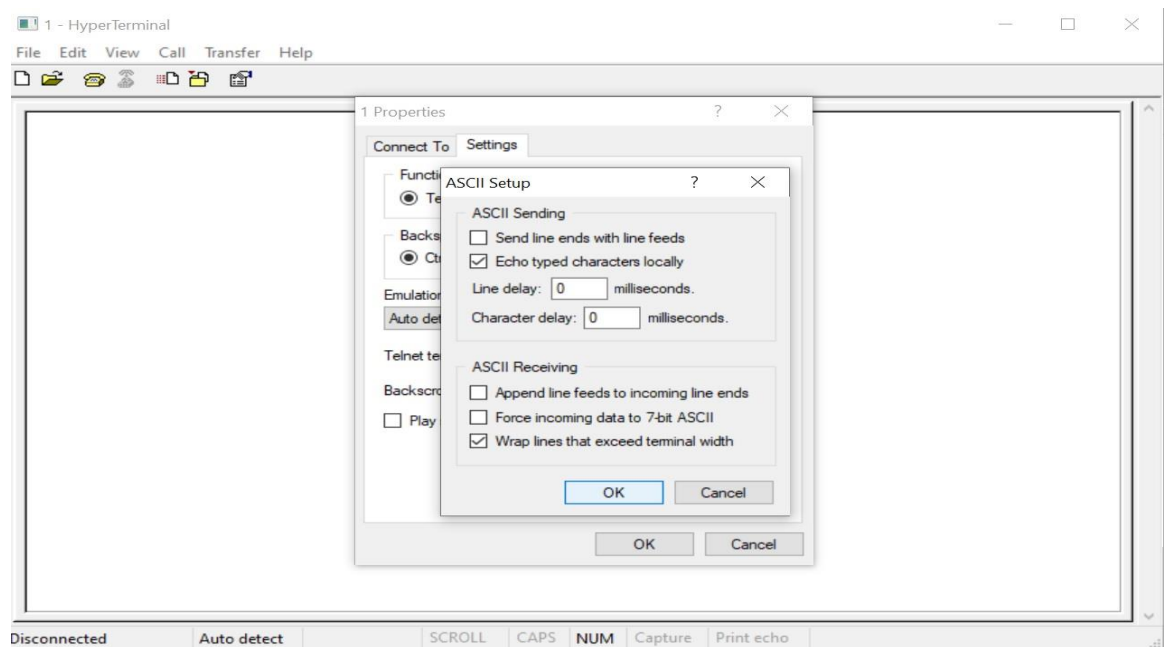 1 - HyperTerminal
File Edit View Call Transfer Help
1 Properties ?
Connect To Settings
ASCII Setup ?
ASCII Sending
Send line ends with line feeds
Echo typed characters locally
Line delay: 0 milliseconds.
Character delay: 0 milliseconds.
Auto
Telnet
Play
ASCII Receiving
Append line feeds to incoming line ends
Force incoming data to 7-bit ASCII
Wrap lines that exceed terminal width
OK Cancel
OK Cancel
Disconnected Auto detect SCROLL CAPS NUM Capture Print echo